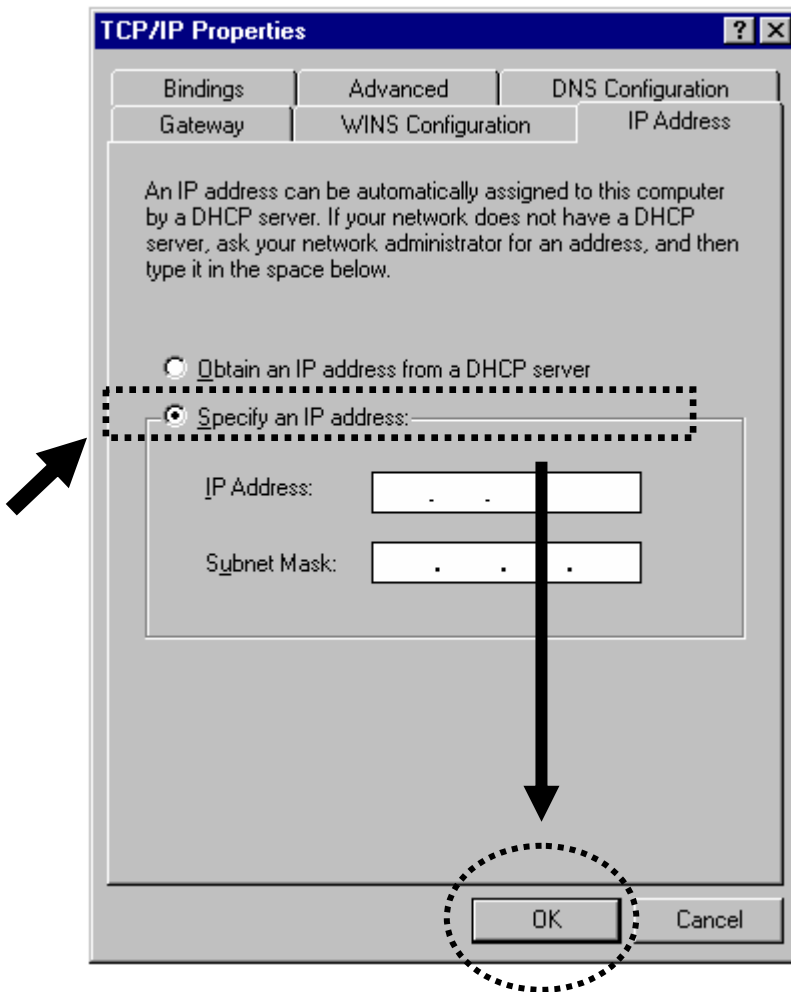 TCP/IP Properties
Bindings Advanced DNS Configuration
Gateway WINS Configuration IP Address
An IP address can be automatically assigned to this computer
by a DHCP server. If your network does not have a DHCP
server, ask your network administrator for an address, and then
type it in the space below.
Obtain an IP address from a DHCP server
Specify an IP address:
IP Address: . .
Subnet Mask: . . .
OK Cancel